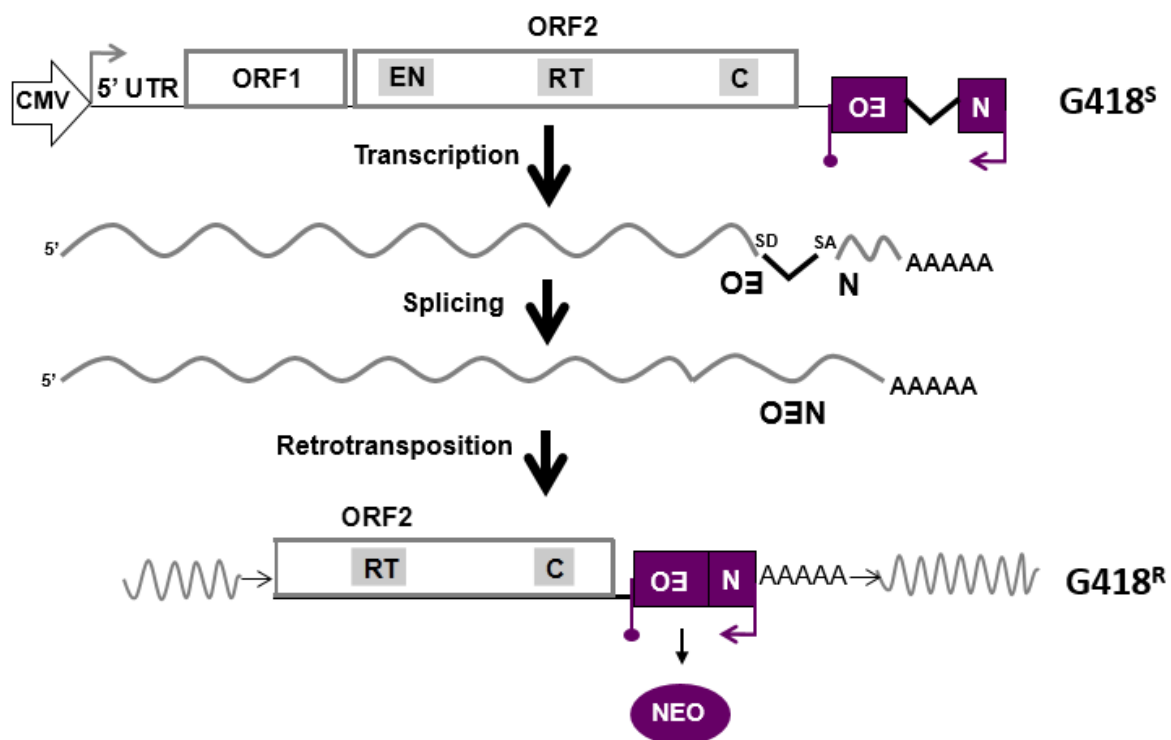 ORF2
CMV
5' UTR
ORF1
EN
RT
C
OƎ
N
G418ˢ
Transcription
5'
SD
SA
OƎ
N
AAAAA
Splicing
5'
AAAAA
OƎN
Retrotransposition
ORF2
RT
C
OƎ
N
AAAAA
G418ᴿ
NEO